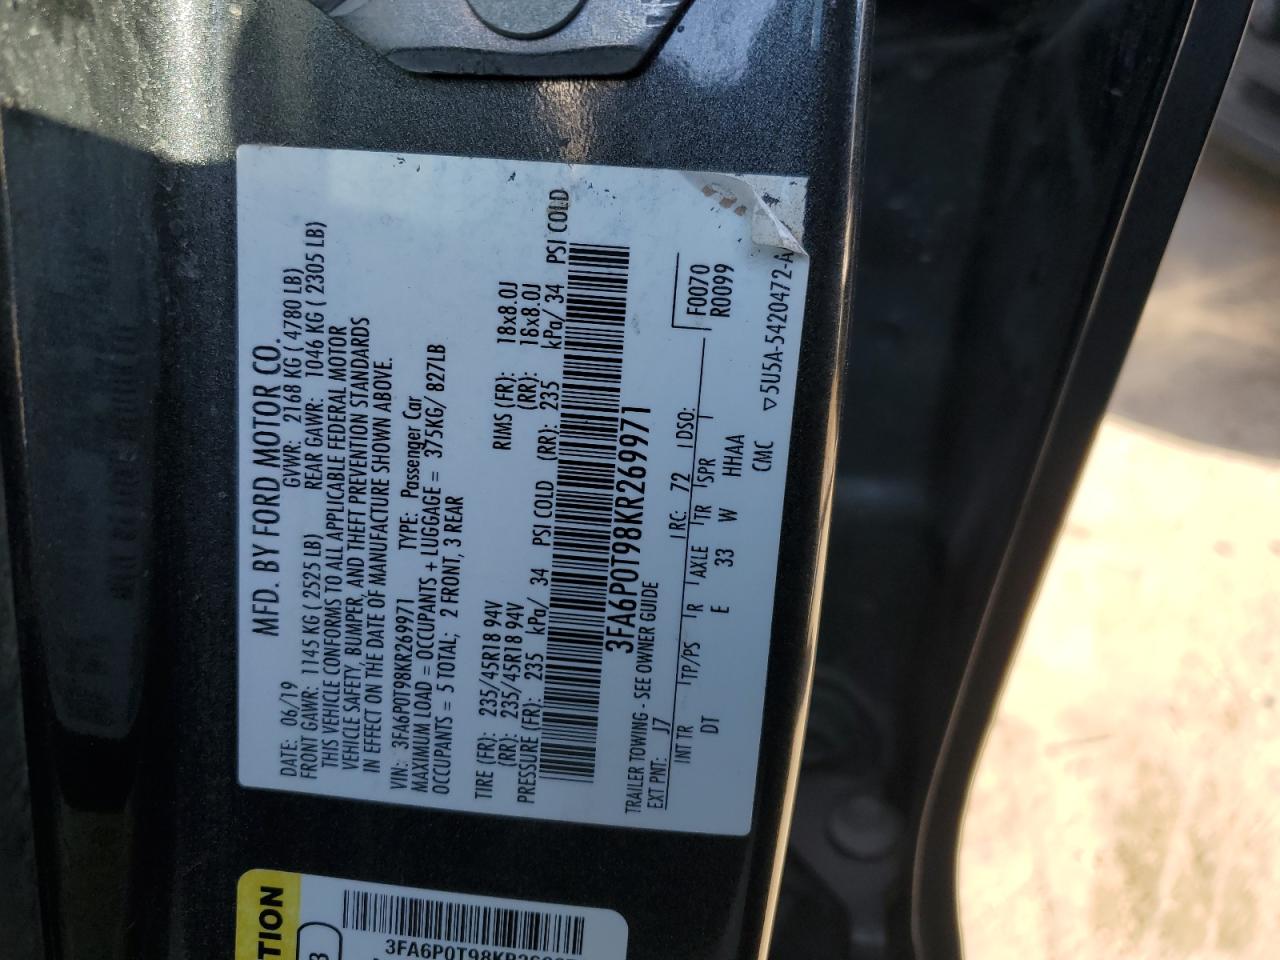 MFD. BY FORD MOTOR CO.
DATE: 06/19 GVWR: 2168 KG ( 4780 LB)
FRONT GAWR: 1145 KG ( 2525 LB) REAR GAWR: 1046 KG ( 2305 LB)
THIS VEHICLE CONFORMS TO ALL APPLICABLE FEDERAL MOTOR
VEHICLE SAFETY, BUMPER, AND THEFT PREVENTION STANDARDS
IN EFFECT ON THE DATE OF MANUFACTURE SHOWN ABOVE.
VIN: 3FA6P0T98KR269971 TYPE: Passenger Car
MAXIMUM LOAD = OCCUPANTS + LUGGAGE = 375KG/ 827LB
OCCUPANTS = 5 TOTAL; 2 FRONT, 3 REAR
TIRE (FR): 235/45R18 94V RIMS (FR): 18x8.0J
(RR): 235/45R18 94V (RR): 18x8.0J
PRESSURE (FR): 235 kPa/ 34 PSI COLD (RR): 235 kPa/ 34 PSI COLD
3FA6P0T98KR269971
TRAILER TOWING - SEE OWNER GUIDE
EXT PNT: J7 RC: 72 DSO: F0070
INT TR TP/PS R AXLE TR SPR R0099
DT E 33 W HHAA
CMC ▽5U5A-5420472-A
3FA6P0T98KR